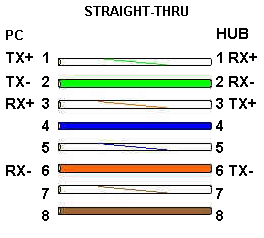 STRAIGHT-THRU
PC HUB
TX+ 1 1 RX+
TX- 2 2 RX-
RX+ 3 3 TX+
4 4
5 5
RX- 6 6 TX-
7 7
8 8